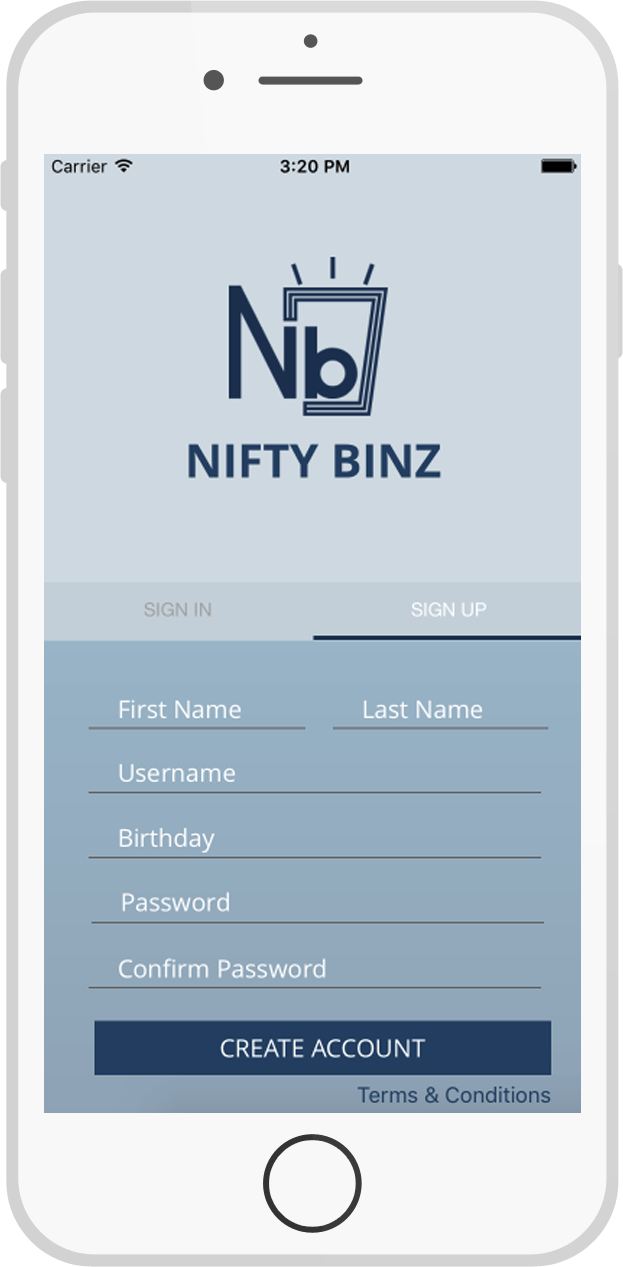 Carrier 3:20 PM
Nb
NIFTY BINZ
SIGN IN SIGN UP
First Name Last Name
Username
Birthday
Password
Confirm Password
CREATE ACCOUNT
Terms & Conditions